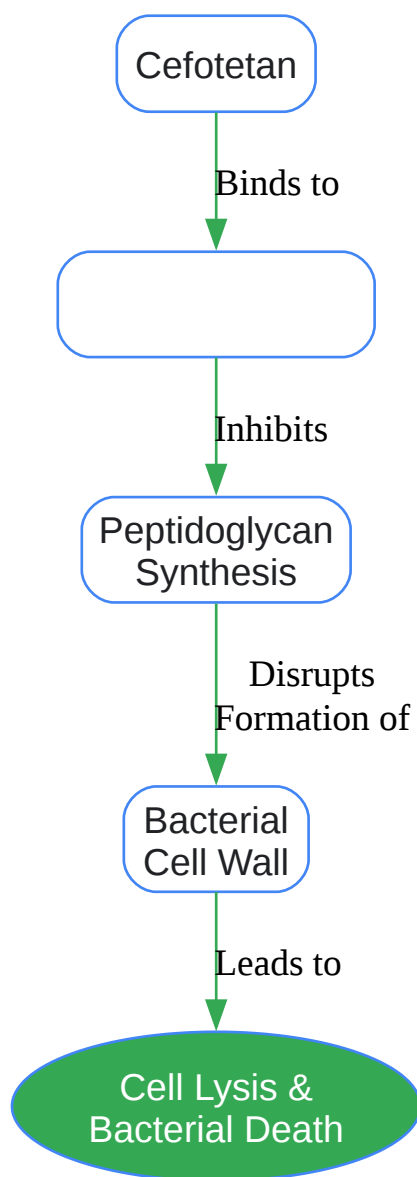 Cefotetan
Binds to
Inhibits
Peptidoglycan
Synthesis
Disrupts
Formation of
Bacterial
Cell Wall
Leads to
Cell Lysis &
Bacterial Death